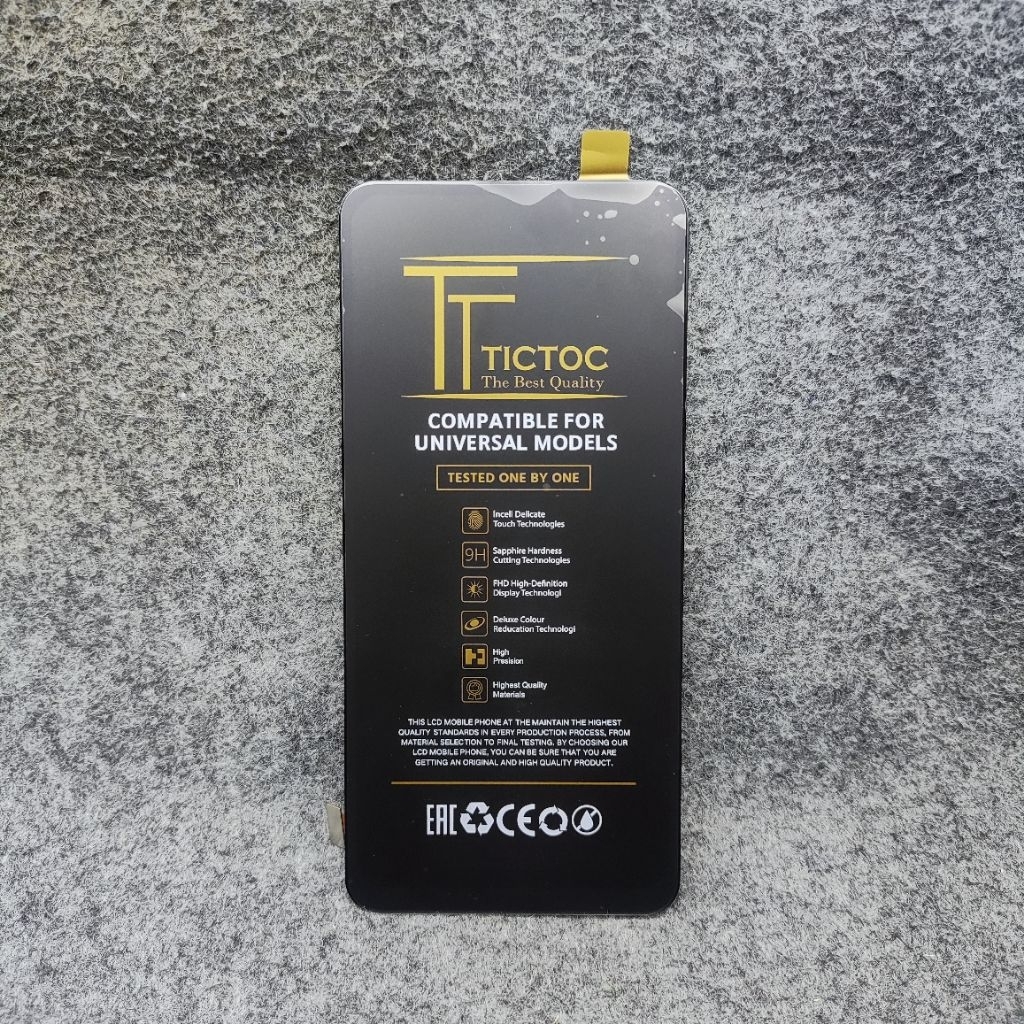 TT
TICTOC
The Best Quality
COMPATIBLE FOR
UNIVERSAL MODELS
TESTED ONE BY ONE
Incell Delicate
Touch Technologies
9H
Sapphire Hardness
Cutting Technologies
FHD High-Definition
Display Technologi
Deluxe Colour
Reducation Technologi
High
Presision
Highest Quality
Materials
THIS LCD MOBILE PHONE AT THE MAINTAIN THE HIGHEST
QUALITY STANDARDS IN EVERY PRODUCTION PROCESS, FROM
MATERIAL SELECTION TO FINAL TESTING. BY CHOOSING OUR
LCD MOBILE PHONE, YOU CAN BE SURE THAT YOU ARE
GETTING AN ORIGINAL AND HIGH QUALITY PRODUCT.
EAC CE